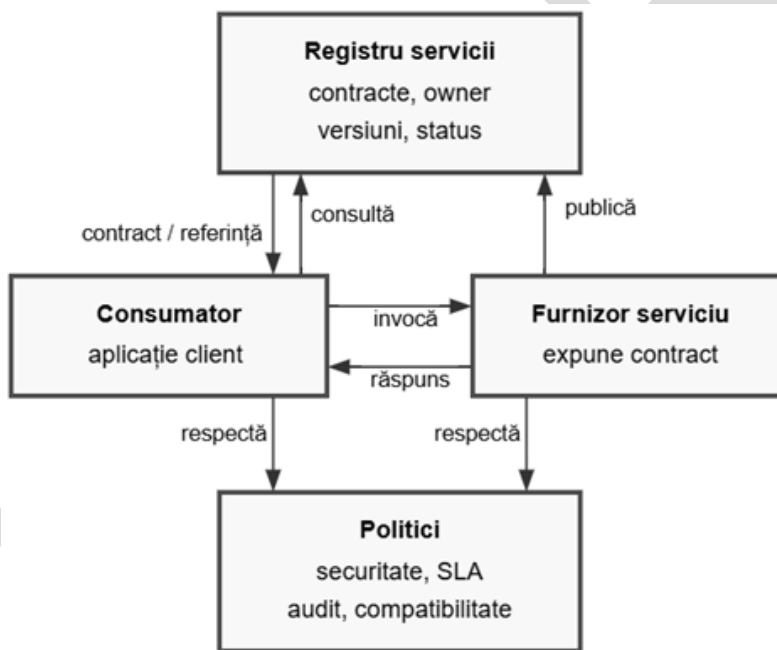 Registru servicii
contracte, owner
versiuni, status
contract / referință
consultă
publică
Consumator
aplicație client
invocă
răspuns
Furnizor serviciu
expune contract
respectă
respectă
Politici
securitate, SLA
audit, compatibilitate